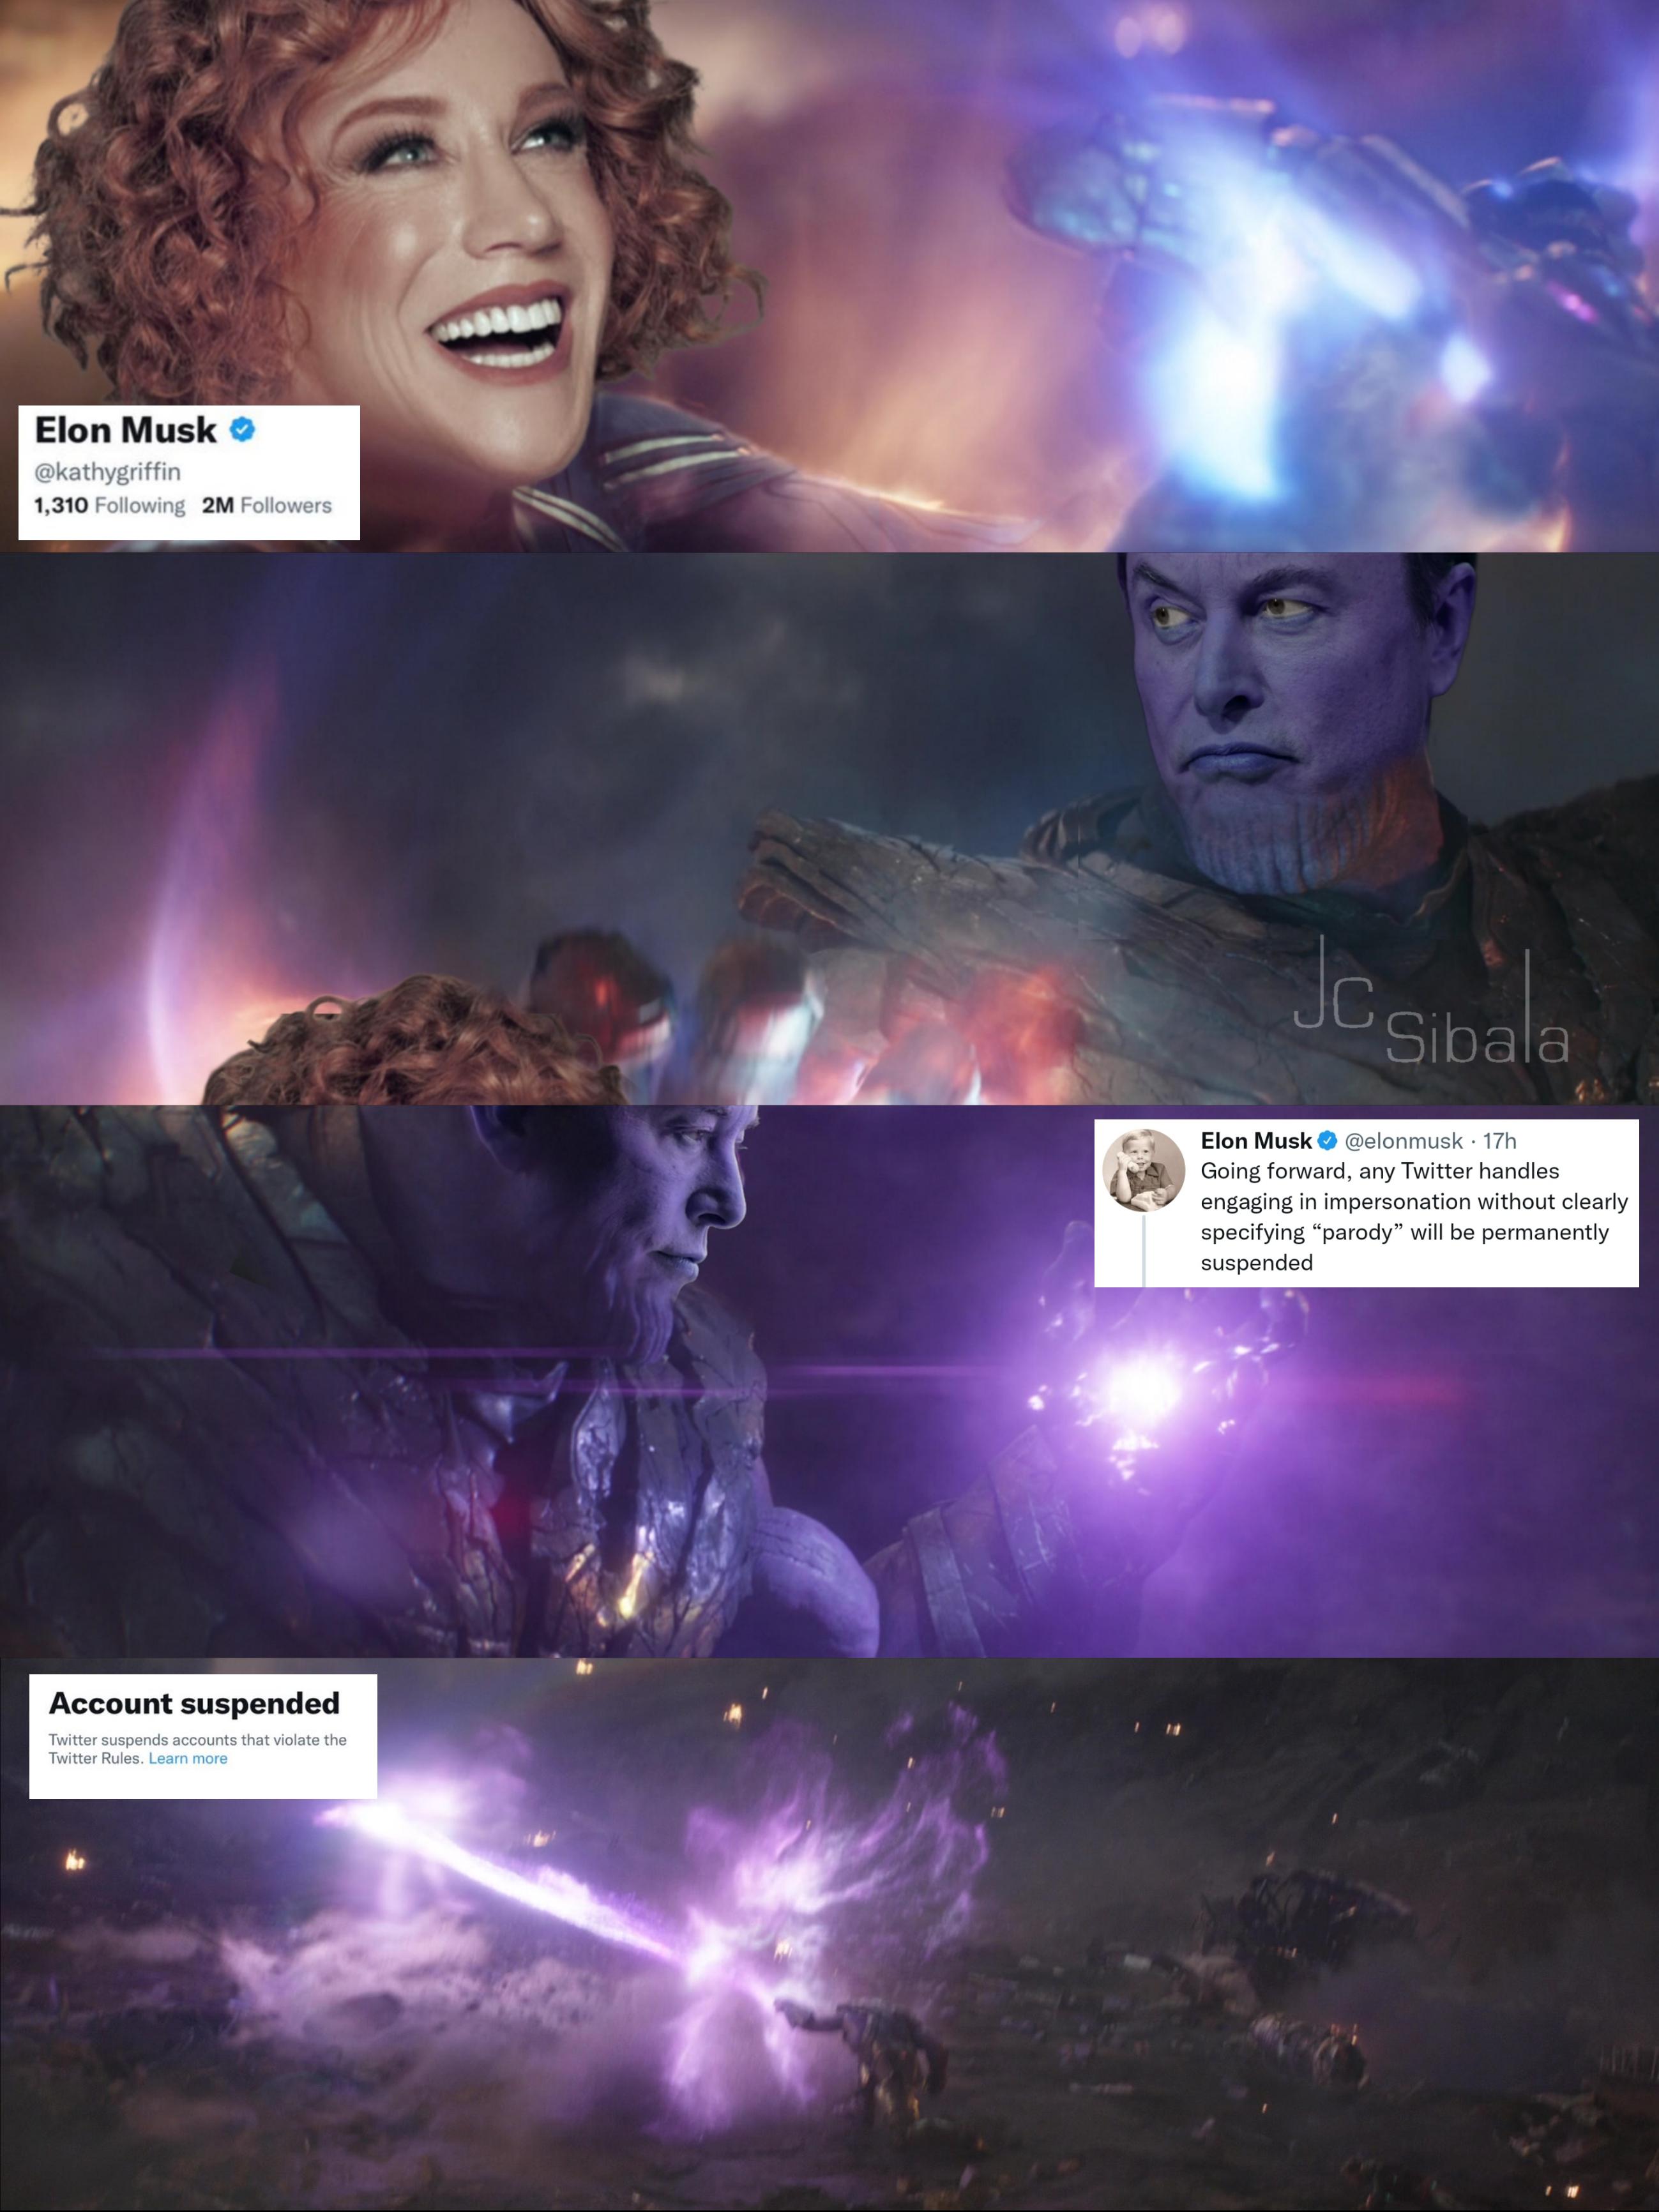 Elon Musk
@kathygriffin
1,310 Following 2M Followers
JC
Sibala
Elon Musk @elonmusk · 17h
Going forward, any Twitter handles
engaging in impersonation without clearly
specifying “parody” will be permanently
suspended
Account suspended
Twitter suspends accounts that violate the
Twitter Rules. Learn more